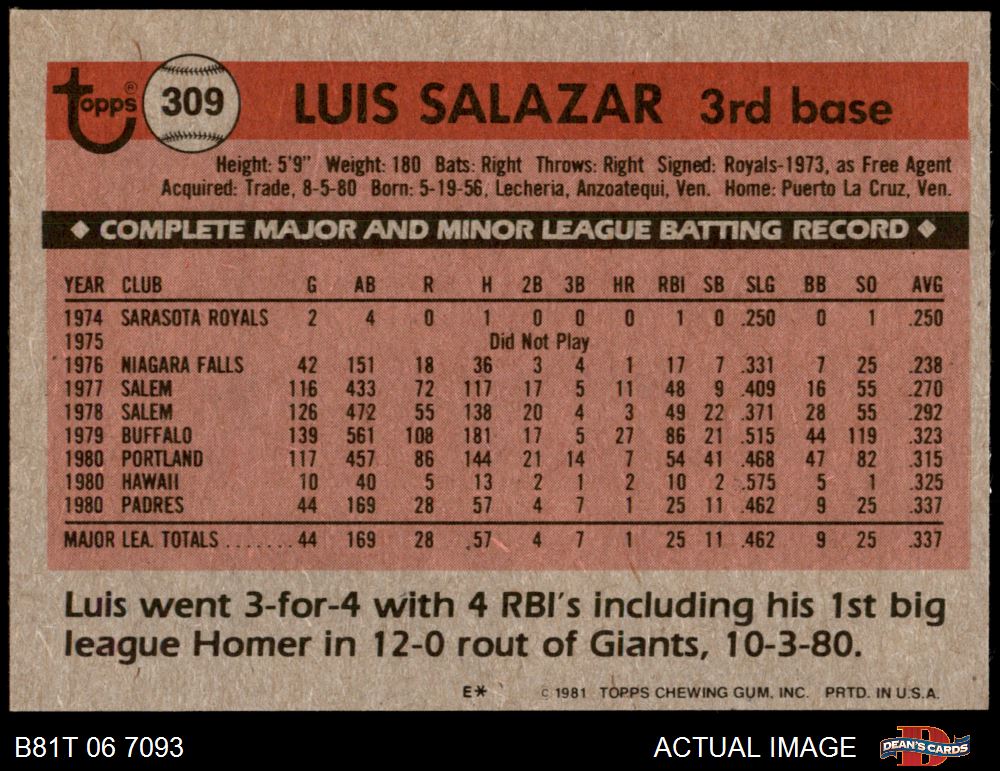 Topps® 309 LUIS SALAZAR 3rd base
Height: 5'9" Weight: 180 Bats: Right Throws: Right Signed: Royals-1973, as Free Agent
Acquired: Trade, 8-5-80 Born: 5-19-56, Lecheria, Anzoatequi, Ven. Home: Puerto La Cruz, Ven.
◆ COMPLETE MAJOR AND MINOR LEAGUE BATTING RECORD ◆
YEAR CLUB G AB R H 2B 3B HR RBI SB SLG BB SO AVG
1974 SARASOTA ROYALS 2 4 0 1 0 0 0 1 0 .250 0 1 .250
1975 Did Not Play
1976 NIAGARA FALLS 42 151 18 36 3 4 1 17 7 .331 7 25 .238
1977 SALEM 116 433 72 117 17 5 11 48 9 .409 16 55 .270
1978 SALEM 126 472 55 138 20 4 3 49 22 .371 28 55 .292
1979 BUFFALO 139 561 108 181 17 5 27 86 21 .515 44 119 .323
1980 PORTLAND 117 457 86 144 21 14 7 54 41 .468 47 82 .315
1980 HAWAII 10 40 5 13 2 1 2 10 2 .575 5 1 .325
1980 PADRES 44 169 28 57 4 7 1 25 11 .462 9 25 .337
MAJOR LEA. TOTALS ....... 44 169 28 57 4 7 1 25 11 .462 9 25 .337
Luis went 3-for-4 with 4 RBI's including his 1st big
league Homer in 12-0 rout of Giants, 10-3-80.
E* © 1981 TOPPS CHEWING GUM, INC. PRTD. IN U.S.A.
B81T 06 7093 ACTUAL IMAGE DEAN'S CARDS